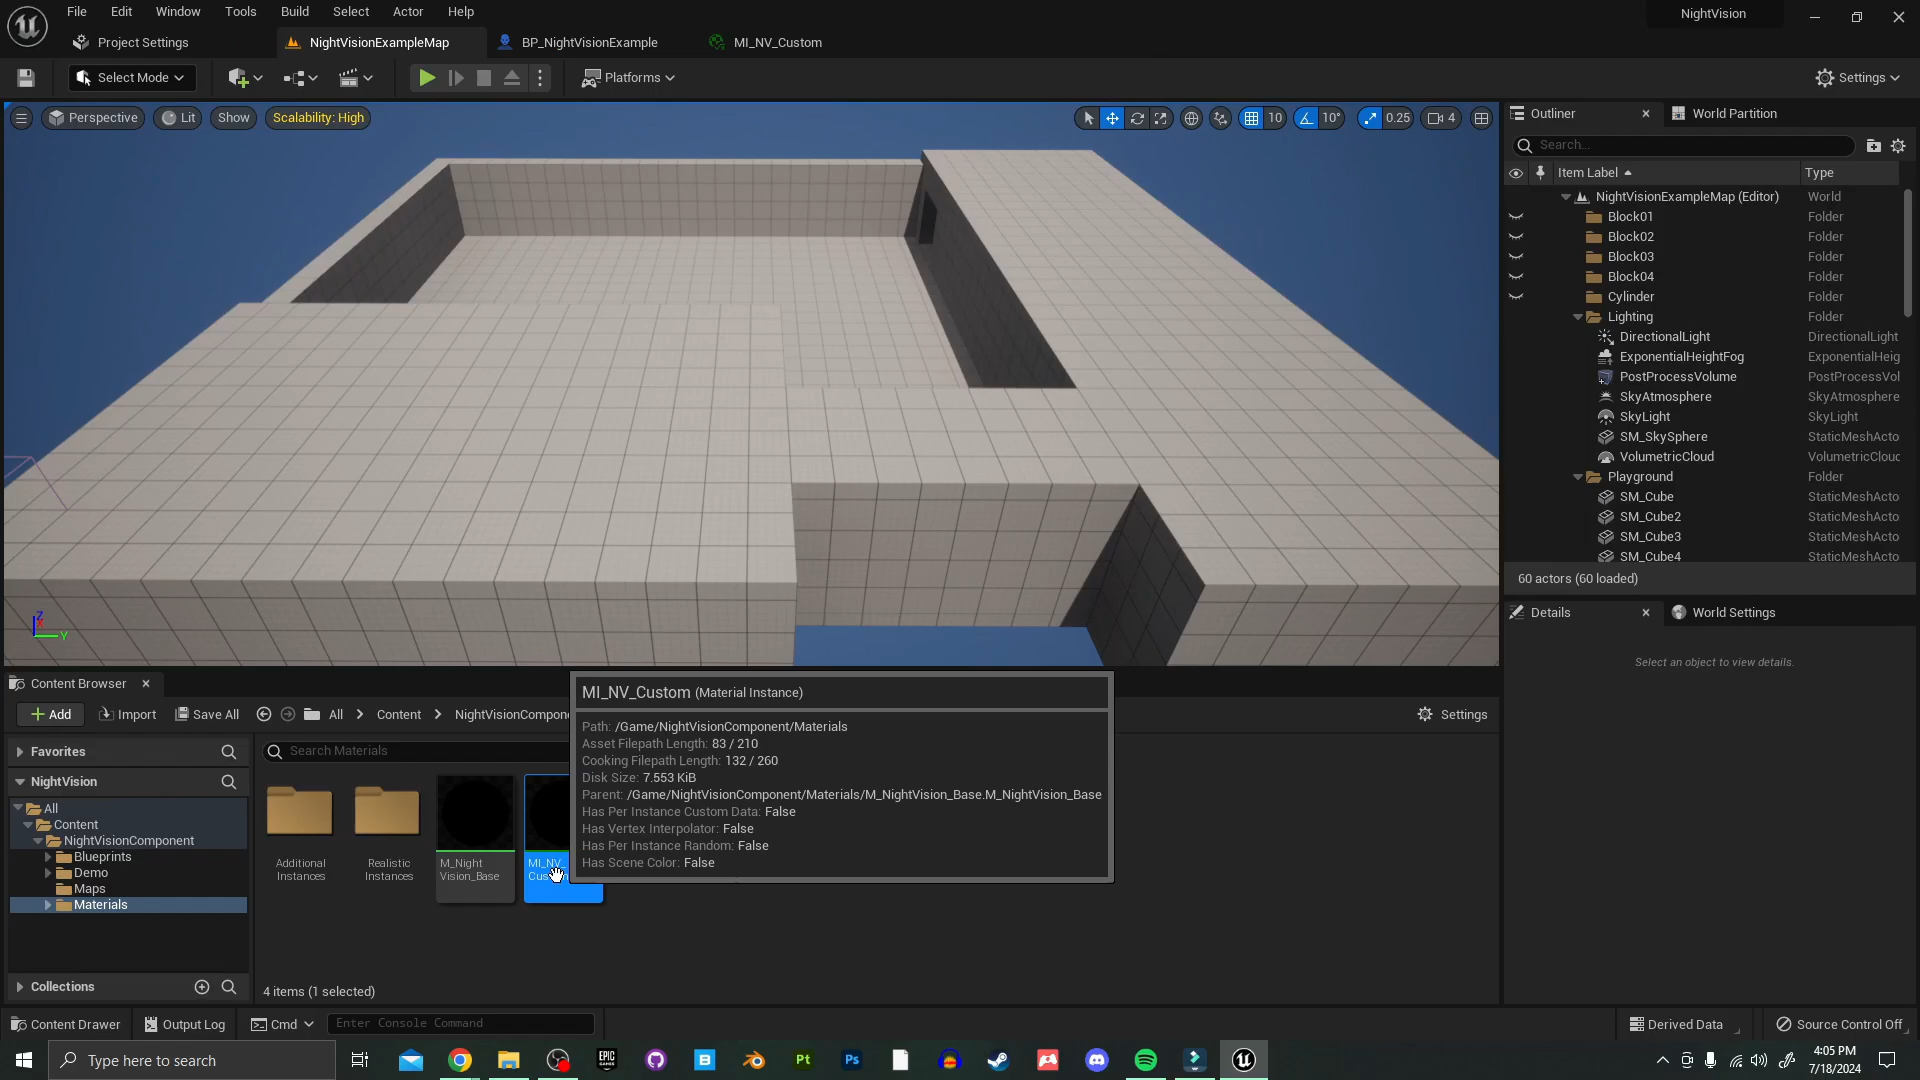 File Edit Window Tools Build Select Actor Help
NightVision
Project Settings
NightVisionExampleMap
BP_NightVisionExample
MI_NV_Custom
Select Mode
Platforms
Settings
Perspective
Lit
Show
Scalability: High
10
10°
0.25
4
Outliner
World Partition
Search...
Item Label
Type
NightVisionExampleMap (Editor) World
Block01 Folder
Block02 Folder
Block03 Folder
Block04 Folder
Cylinder Folder
Lighting Folder
DirectionalLight DirectionalLight
ExponentialHeightFog ExponentialHeig
PostProcessVolume PostProcessVol
SkyAtmosphere SkyAtmosphere
SkyLight SkyLight
SM_SkySphere StaticMeshActo
VolumetricCloud VolumetricClouc
Playground Folder
SM_Cube StaticMeshActo
SM_Cube2 StaticMeshActo
SM_Cube3 StaticMeshActo
SM_Cube4 StaticMeshActo
60 actors (60 loaded)
Details
World Settings
Select an object to view details.
Z
Y
Content Browser
Add
Import
Save All
All
Content
NightVisionCompone
Settings
Favorites
NightVision
All
Content
NightVisionComponent
Blueprints
Demo
Maps
Materials
Collections
Search Materials
Additional
Instances
Realistic
Instances
M_Night
Vision_Base
MI_NV_
4 items (1 selected)
MI_NV_Custom (Material Instance)
Path: /Game/NightVisionComponent/Materials
Asset Filepath Length: 83 / 210
Cooking Filepath Length: 132 / 260
Disk Size: 7.553 KiB
Parent: /Game/NightVisionComponent/Materials/M_NightVision_Base.M_NightVision_Base
Has Per Instance Custom Data: False
Has Vertex Interpolator: False
Has Per Instance Random: False
Has Scene Color: False
Content Drawer
Output Log
Cmd
Enter Console Command
Derived Data
Source Control Off
Type here to search
EPIC
GAMES
Pt
Ps
4:05 PM
7/18/2024